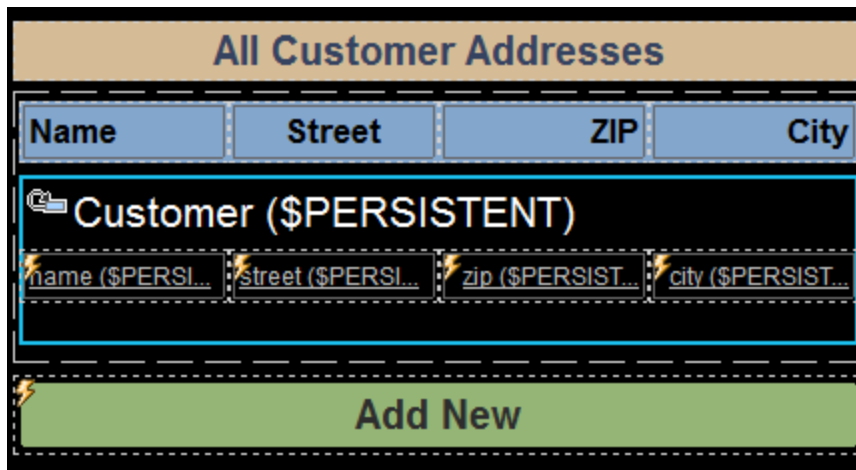 All Customer Addresses
Name Street ZIP City
Customer ($PERSISTENT)
name ($PERSI... street ($PERSI... zip ($PERSIST... city ($PERSIST...
Add New